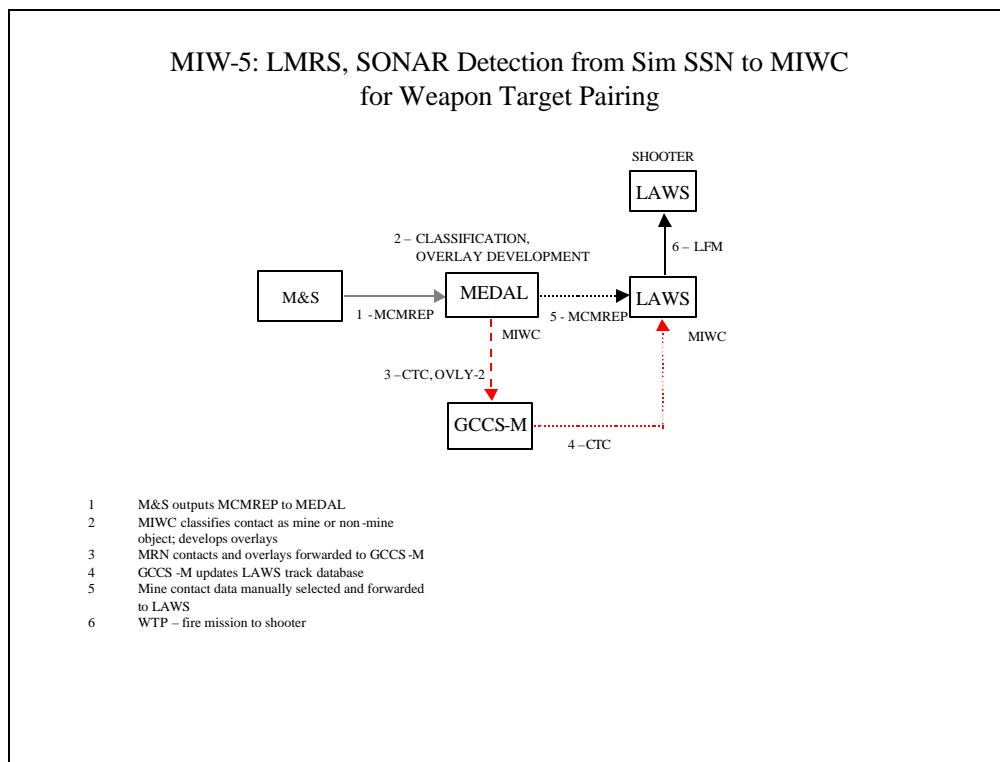 MIW-5: LMRS, SONAR Detection from Sim SSN to MIWC
for Weapon Target Pairing
SHOOTER
LAWS
6 – LFM
2 – CLASSIFICATION,
OVERLAY DEVELOPMENT
M&S
MEDAL
LAWS
1 - MCMREP
5 - MCMREP
MIWC
MIWC
3 – CTC, OVLY-2
GCCS-M
4 – CTC
1 M&S outputs MCMREP to MEDAL
2 MIWC classifies contact as mine or non-mine
object; develops overlays
3 MRN contacts and overlays forwarded to GCCS-M
4 GCCS-M updates LAWS track database
5 Mine contact data manually selected and forwarded
to LAWS
6 WTP – fire mission to shooter